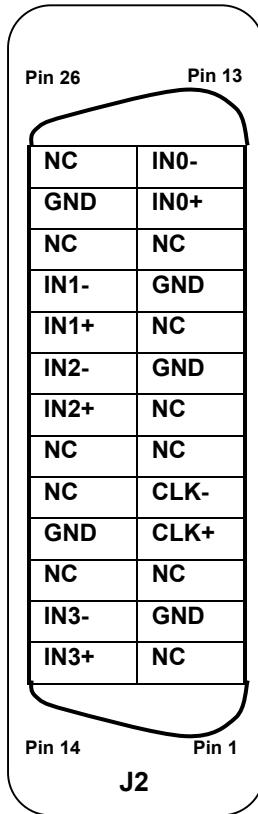 Pin 26 Pin 13
NC IN0-
GND IN0+
NC NC
IN1- GND
IN1+ NC
IN2- GND
IN2+ NC
NC NC
NC CLK-
GND CLK+
NC NC
IN3- GND
IN3+ NC
Pin 14 Pin 1
J2